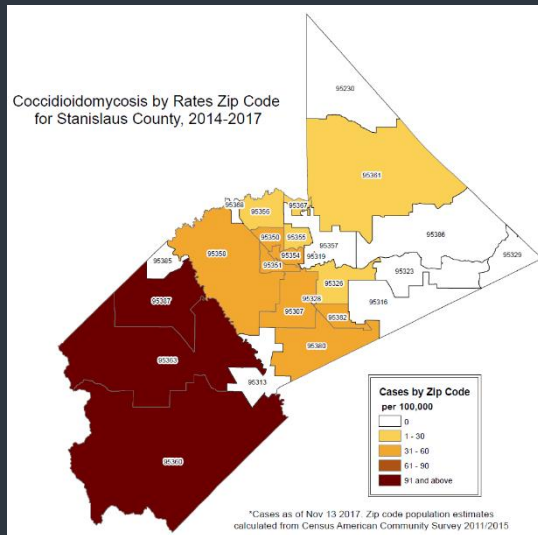 Coccidioidomycosis by Rates Zip Code
for Stanislaus County, 2014-2017
95230
95361
95368
95356
95367
95350
95355
95357
95386
95358
95354
95329
95385
95351
95319
95323
95387
95326
95328
95316
95307
95382
95363
95380
95313
95360
Cases by Zip Code
per 100,000
0
1 - 30
31 - 60
61 - 90
91 and above
*Cases as of Nov 13 2017. Zip code population estimates
calculated from Census American Community Survey 2011/2015